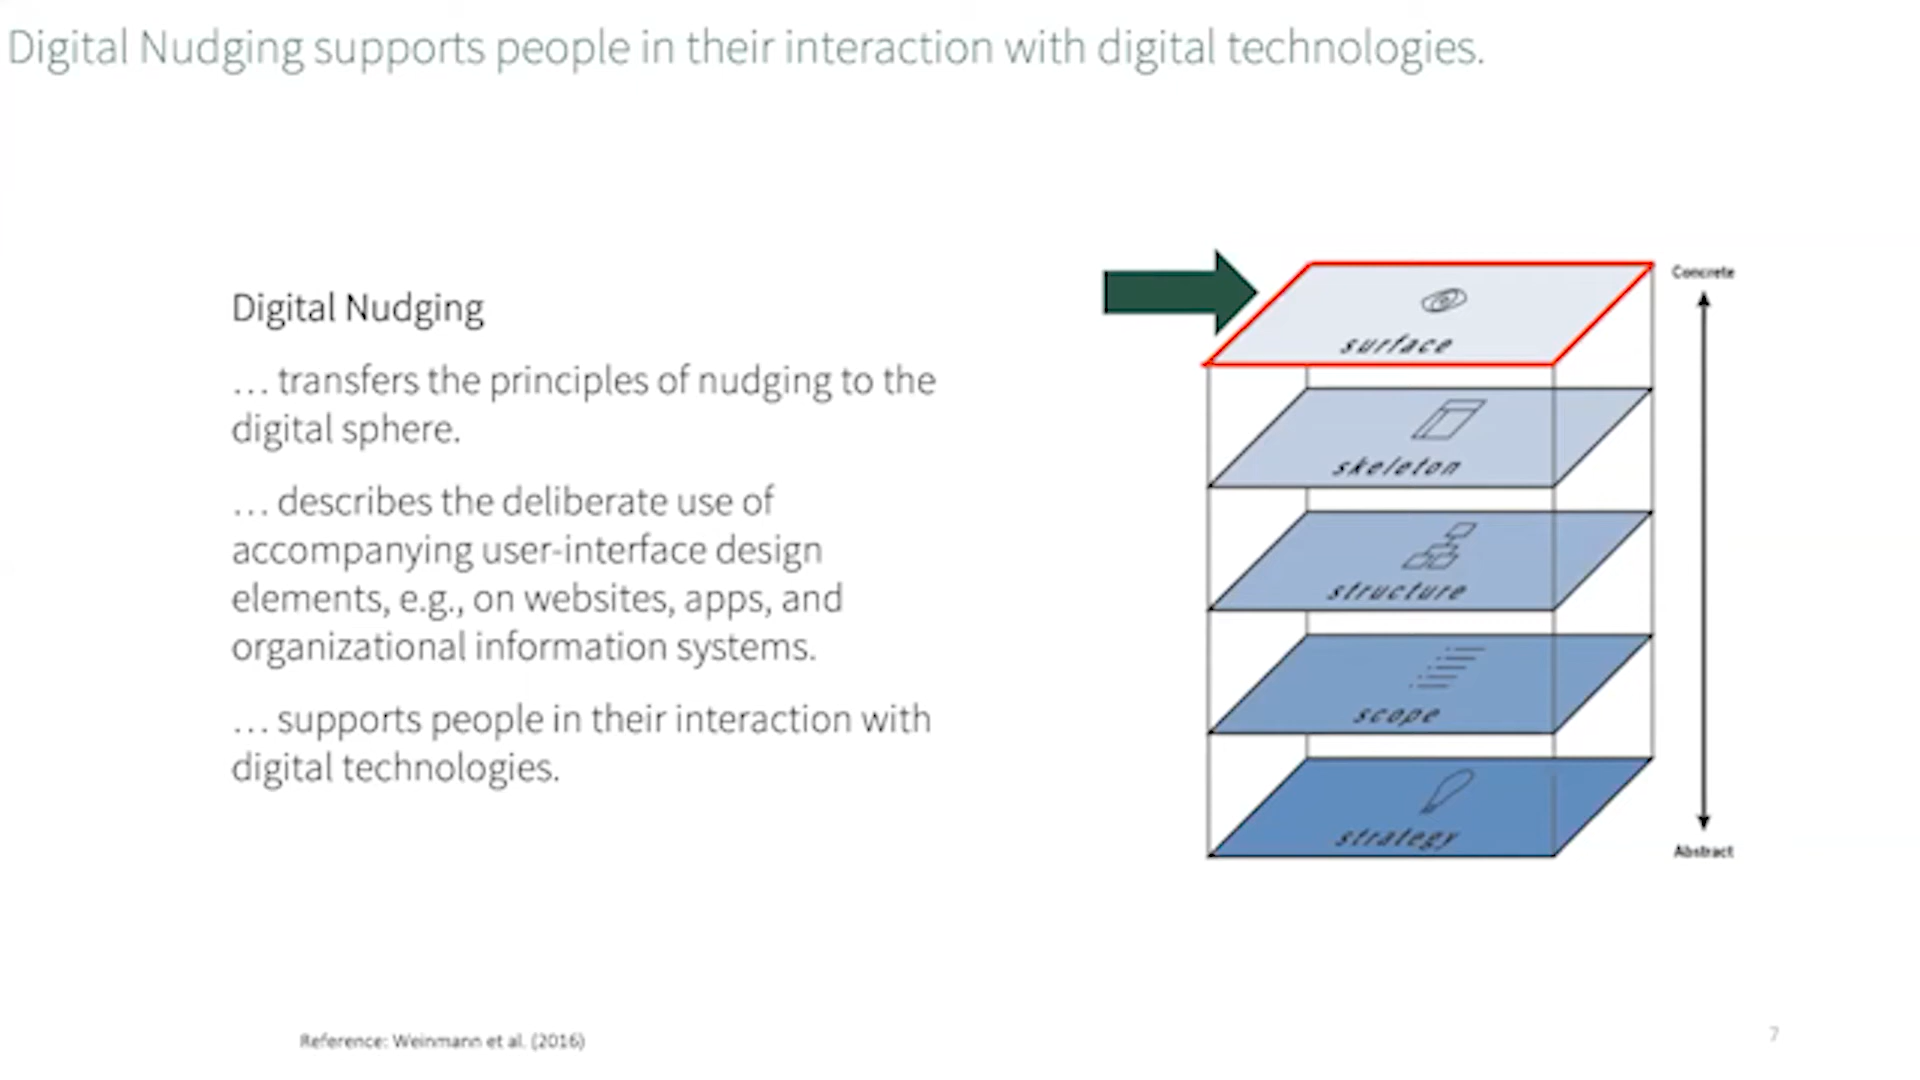 Digital Nudging supports people in their interaction with digital technologies.
Digital Nudging
… transfers the principles of nudging to the
digital sphere.
… describes the deliberate use of
accompanying user-interface design
elements, e.g., on websites, apps, and
organizational information systems.
… supports people in their interaction with
digital technologies.
Concrete
surface
skeleton
structure
scope
strategy
Abstract
Reference: Weinmann et al. (2016)
7